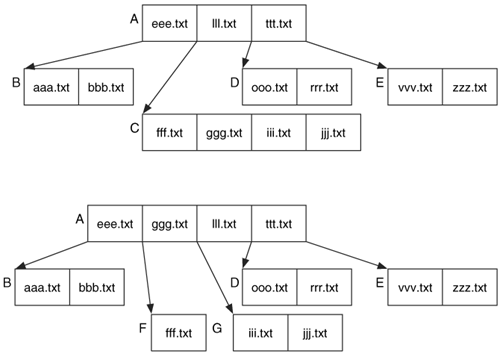 A eee.txt lll.txt ttt.txt
B aaa.txt bbb.txt D ooo.txt rrr.txt E vvv.txt zzz.txt
C fff.txt ggg.txt iii.txt jjj.txt
A eee.txt ggg.txt lll.txt ttt.txt
B aaa.txt bbb.txt D ooo.txt rrr.txt E vvv.txt zzz.txt
F fff.txt G iii.txt jjj.txt